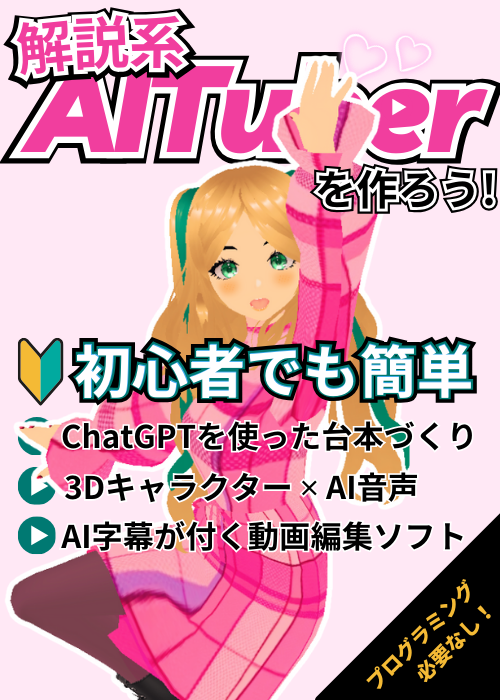 解説系
AITuber
を作ろう!
初心者でも簡単
ChatGPTを使った台本づくり
3Dキャラクター×AI音声
AI字幕が付く動画編集ソフト
プログラミング
必要なし!